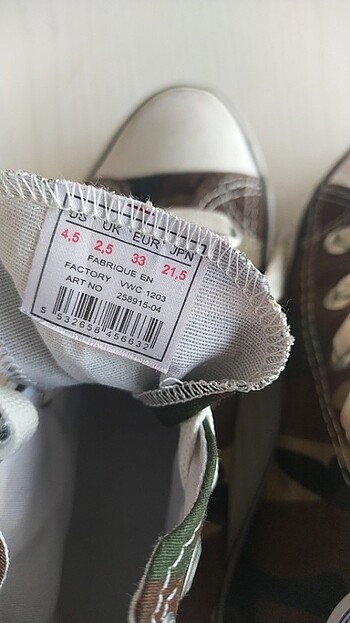 US UK EUR JPN
4,5 2,5 33 21,5
FABRIQUE EN
FACTORY VWC 1203
ART NO 258915-04
5 532658 456632